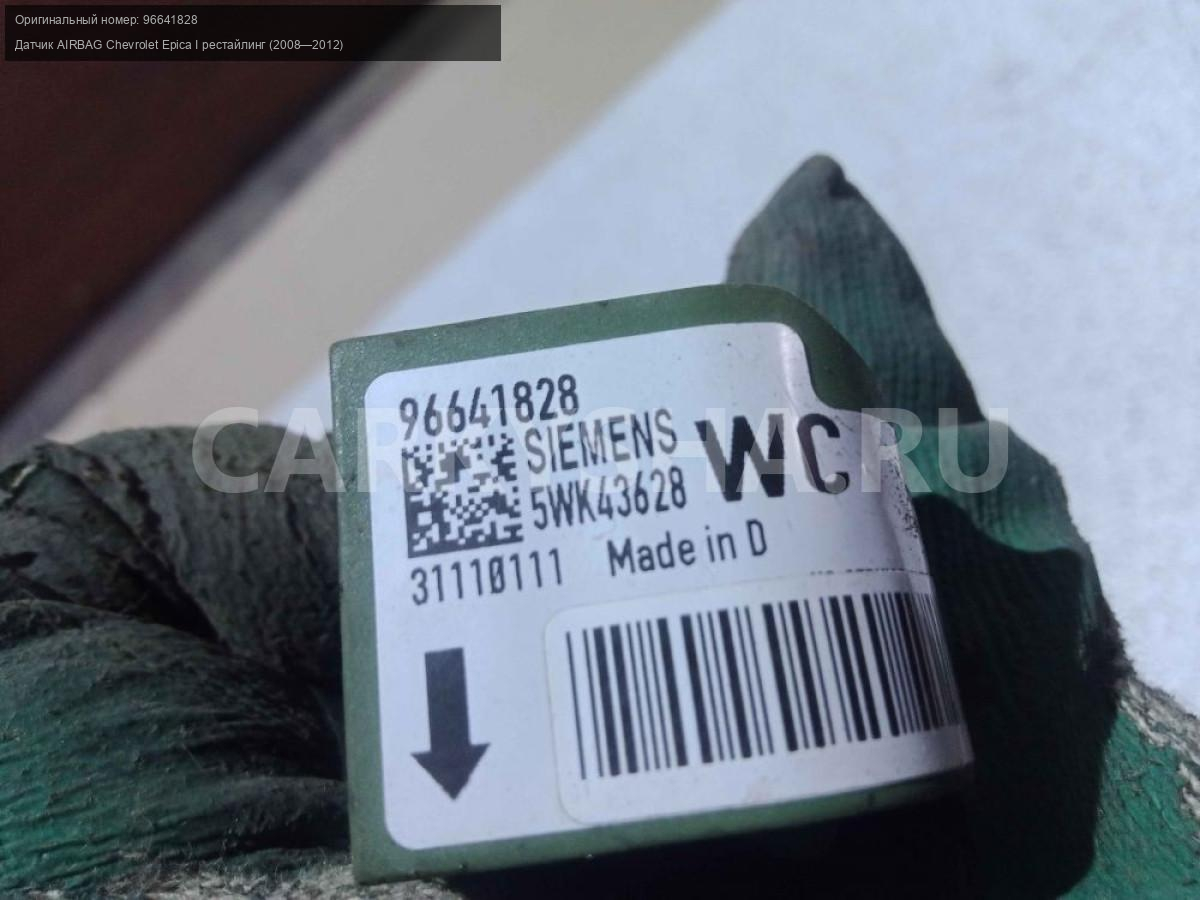 Оригинальный номер: 96641828
Датчик AIRBAG Chevrolet Epica I рестайлинг (2008—2012)
96641828
SIEMENS
WC
5WK43628
31110111 Made in D